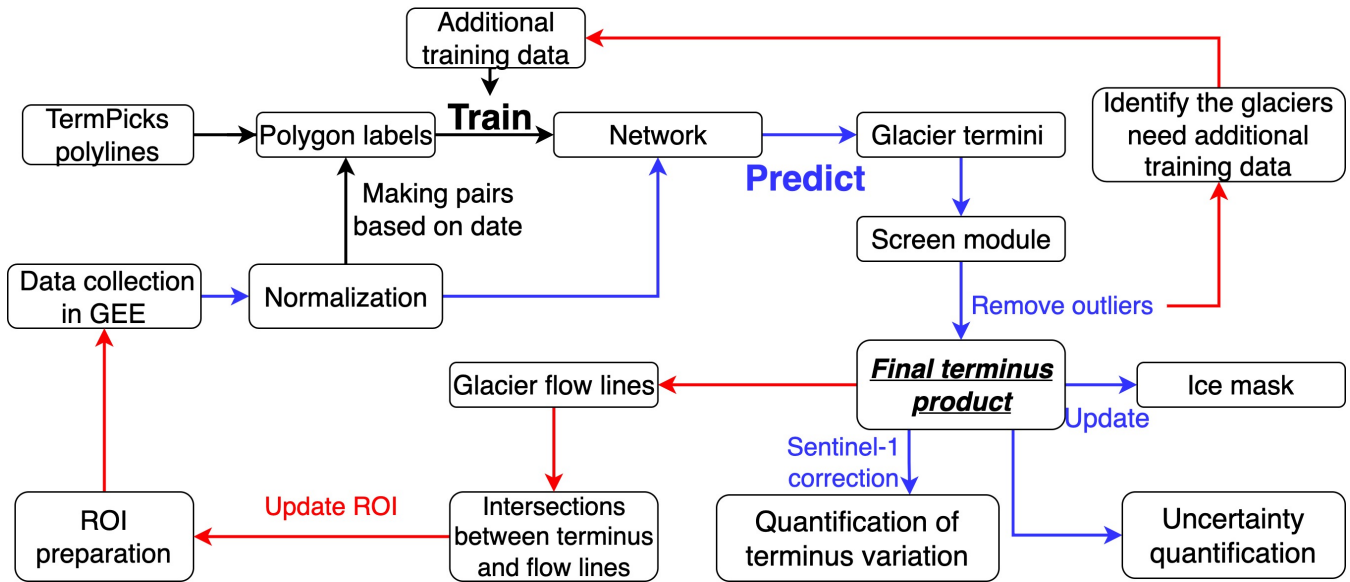 Additional
training data
TermPicks
polylines
Polygon labels
Train
Network
Glacier termini
Identify the glaciers
need additional
training data
Predict
Making pairs
based on date
Screen module
Data collection
in GEE
Normalization
Remove outliers
Glacier flow lines
Final terminus
product
Ice mask
Update
Sentinel-1
correction
ROI
preparation
Update ROI
Intersections
between terminus
and flow lines
Quantification of
terminus variation
Uncertainty
quantification